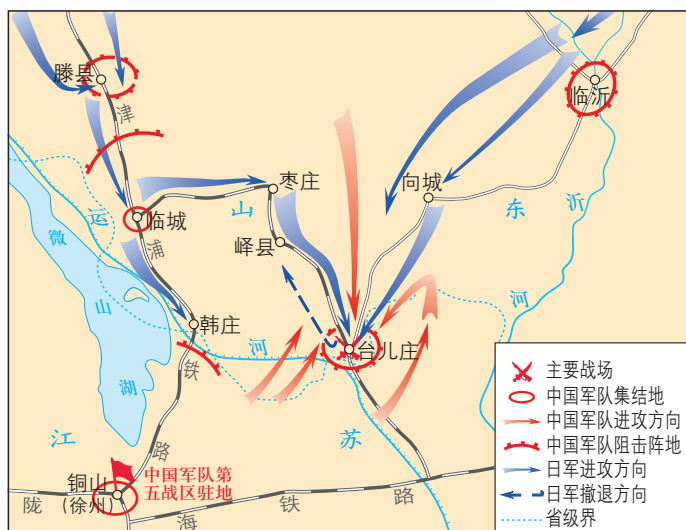 滕县
津
临沂
枣庄
向城
临城
运
山
东
沂
微
浦
峄县
山
河
韩庄
河
台儿庄
湖
铁
江
苏
路
铜山
(徐州)
中国军队第
五战区驻地
陇
海
铁
路
主要战场
中国军队集结地
中国军队进攻方向
中国军队阻击阵地
日军进攻方向
日军撤退方向
省级界